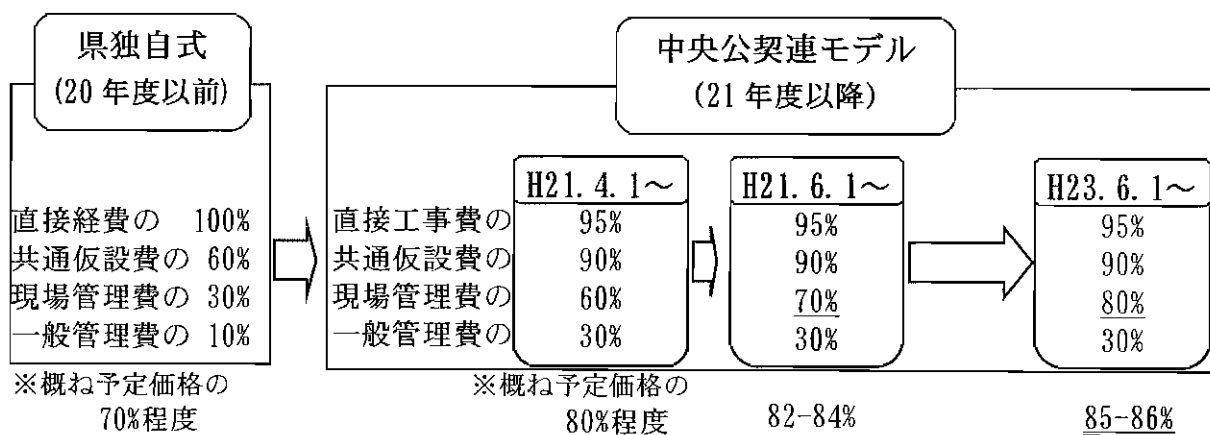 県独自式
(20 年度以前)
直接経費の 100%
共通仮設費の 60%
現場管理費の 30%
一般管理費の 10%
※概ね予定価格の
70%程度
中央公契連モデル
(21 年度以降)
H21. 4. 1～ H21. 6. 1～ H23. 6. 1～
直接工事費の 95% 95% 95%
共通仮設費の 90% 90% 90%
現場管理費の 60% 70% 80%
一般管理費の 30% 30% 30%
※概ね予定価格の
80%程度 82-84% 85-86%